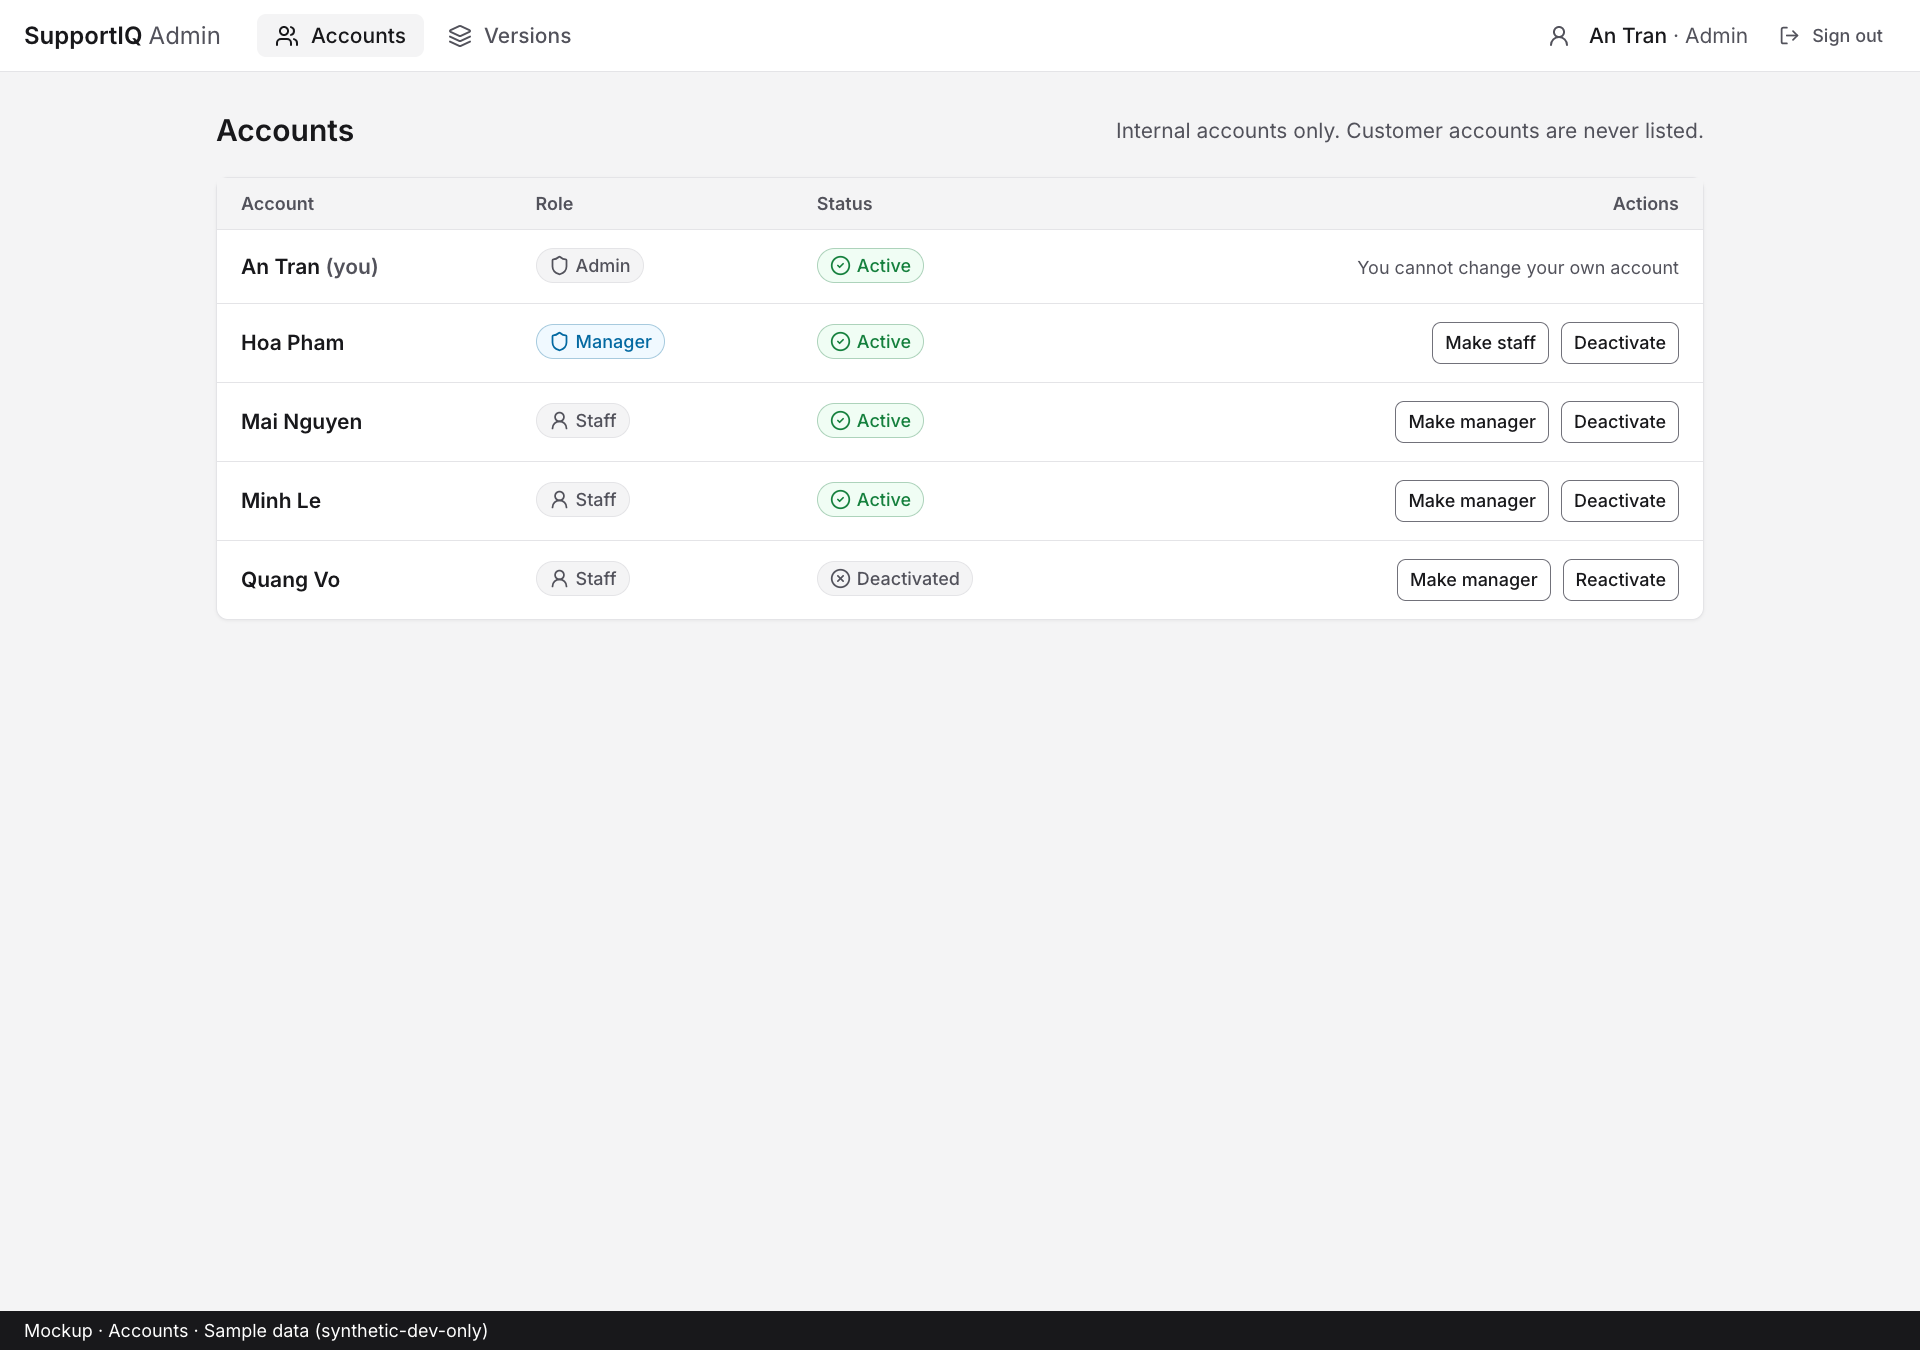 SupportIQ Admin Accounts Versions An Tran · Admin Sign out
Accounts Internal accounts only. Customer accounts are never listed.
Account Role Status Actions
An Tran (you) Admin Active You cannot change your own account
Hoa Pham Manager Active Make staff Deactivate
Mai Nguyen Staff Active Make manager Deactivate
Minh Le Staff Active Make manager Deactivate
Quang Vo Staff Deactivated Make manager Reactivate
Mockup · Accounts · Sample data (synthetic-dev-only)